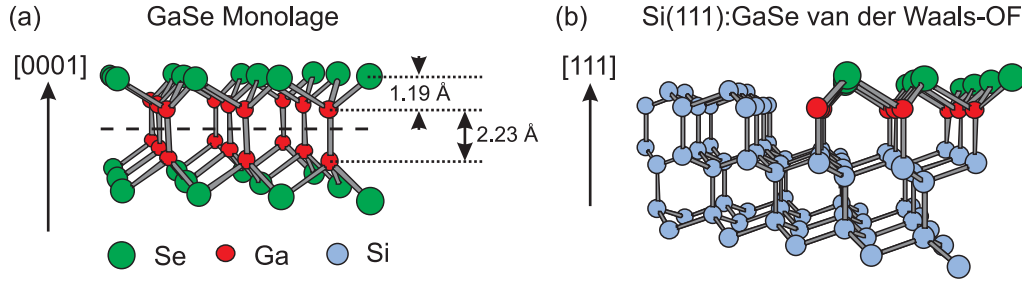 (a) GaSe Monolage
[0001]
1.19 Å
2.23 Å
Se Ga Si
(b) Si(111):GaSe van der Waals-OF
[111]